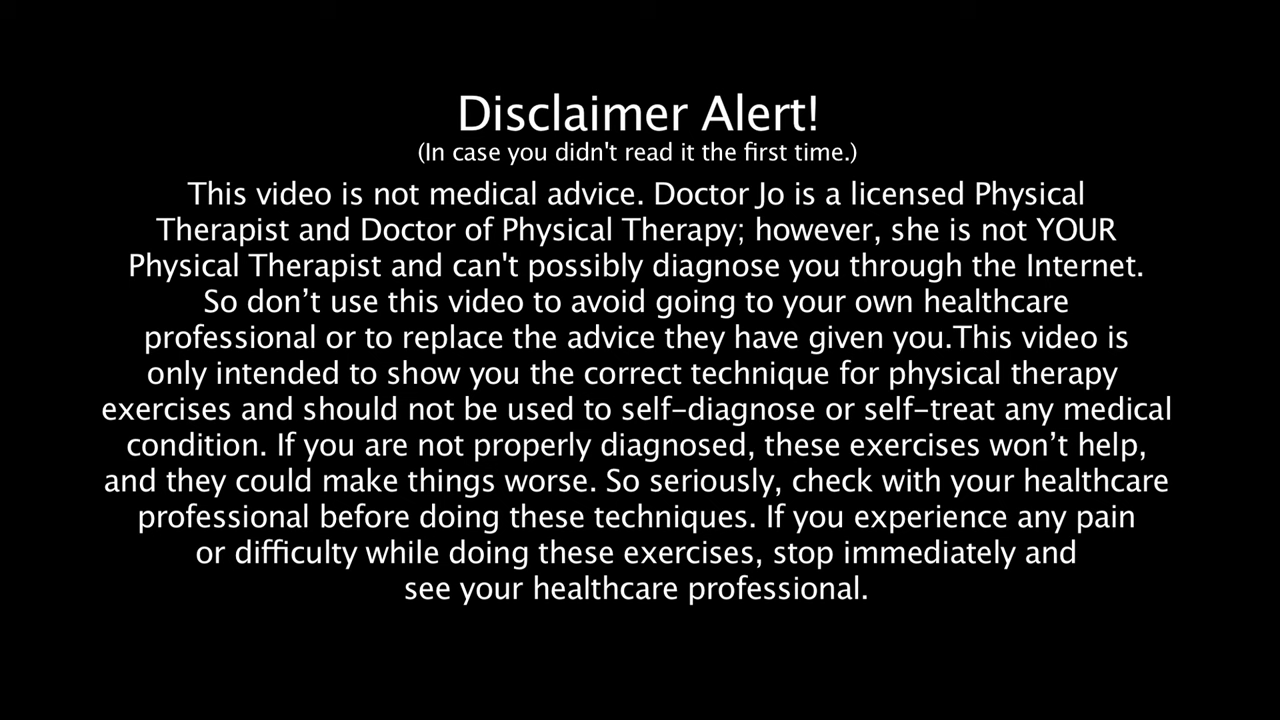 Disclaimer Alert!
(In case you didn't read it the first time.)
This video is not medical advice. Doctor Jo is a licensed Physical
Therapist and Doctor of Physical Therapy; however, she is not YOUR
Physical Therapist and can't possibly diagnose you through the Internet.
So don’t use this video to avoid going to your own healthcare
professional or to replace the advice they have given you.This video is
only intended to show you the correct technique for physical therapy
exercises and should not be used to self–diagnose or self–treat any medical
condition. If you are not properly diagnosed, these exercises won’t help,
and they could make things worse. So seriously, check with your healthcare
professional before doing these techniques. If you experience any pain
or difficulty while doing these exercises, stop immediately and
see your healthcare professional.